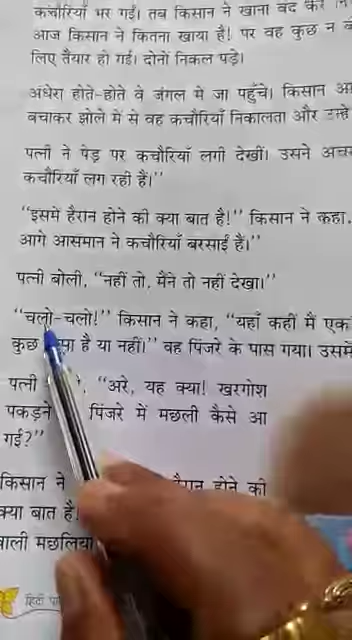 कचौरियाँ भर गईं। तब किसान ने खाना बंद कर
आज किसान ने कितना खाया है! पर वह कुछ न
लिए तैयार हो गई। दोनों निकल पड़े।
अंधेरा होते-होते वे जंगल में जा पहुँचे। किसान
बचाकर झोले में से वह कचौरियाँ निकालता और उन्हें
पत्नी ने पेड़ पर कचौरियाँ लगी देखीं। उसने
कचौरियाँ लग रही हैं।''
''इसमें हैरान होने की क्या बात है!'' किसान ने कहा,
आगे आसमान ने कचौरियाँ बरसाईं हैं।''
पत्नी बोली, ''नहीं तो, मैंने तो नहीं देखा।''
''चलो-चलो!'' किसान ने कहा, ''यहाँ कहीं मैं एक
कुछ है या नहीं।'' वह पिंजरे के पास गया। उसमें
पत्नी ''अरे, यह क्या! खरगोश
पकड़ने पिंजरे में मछली कैसे आ
गई?''
किसान ने होने की
क्या बात है!
वाली मछलियाँ
हिंदी